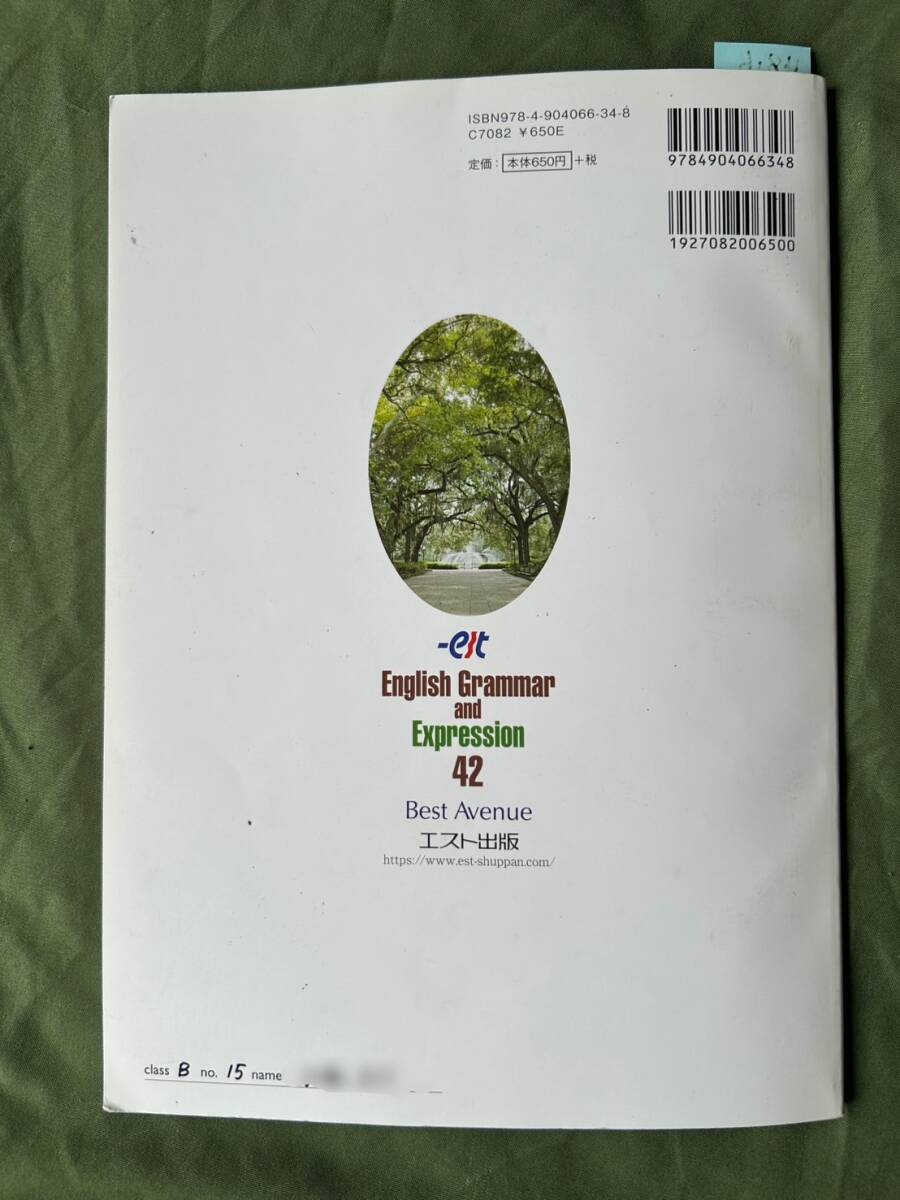 ISBN978-4-904066-34-8
C7082 ￥650E
定価：本体650円＋税
9784904066348
1927082006500
-est
English Grammar
and
Expression
42
Best Avenue
エスト出版
https://www.est-shuppan.com/
class B no. 15 name